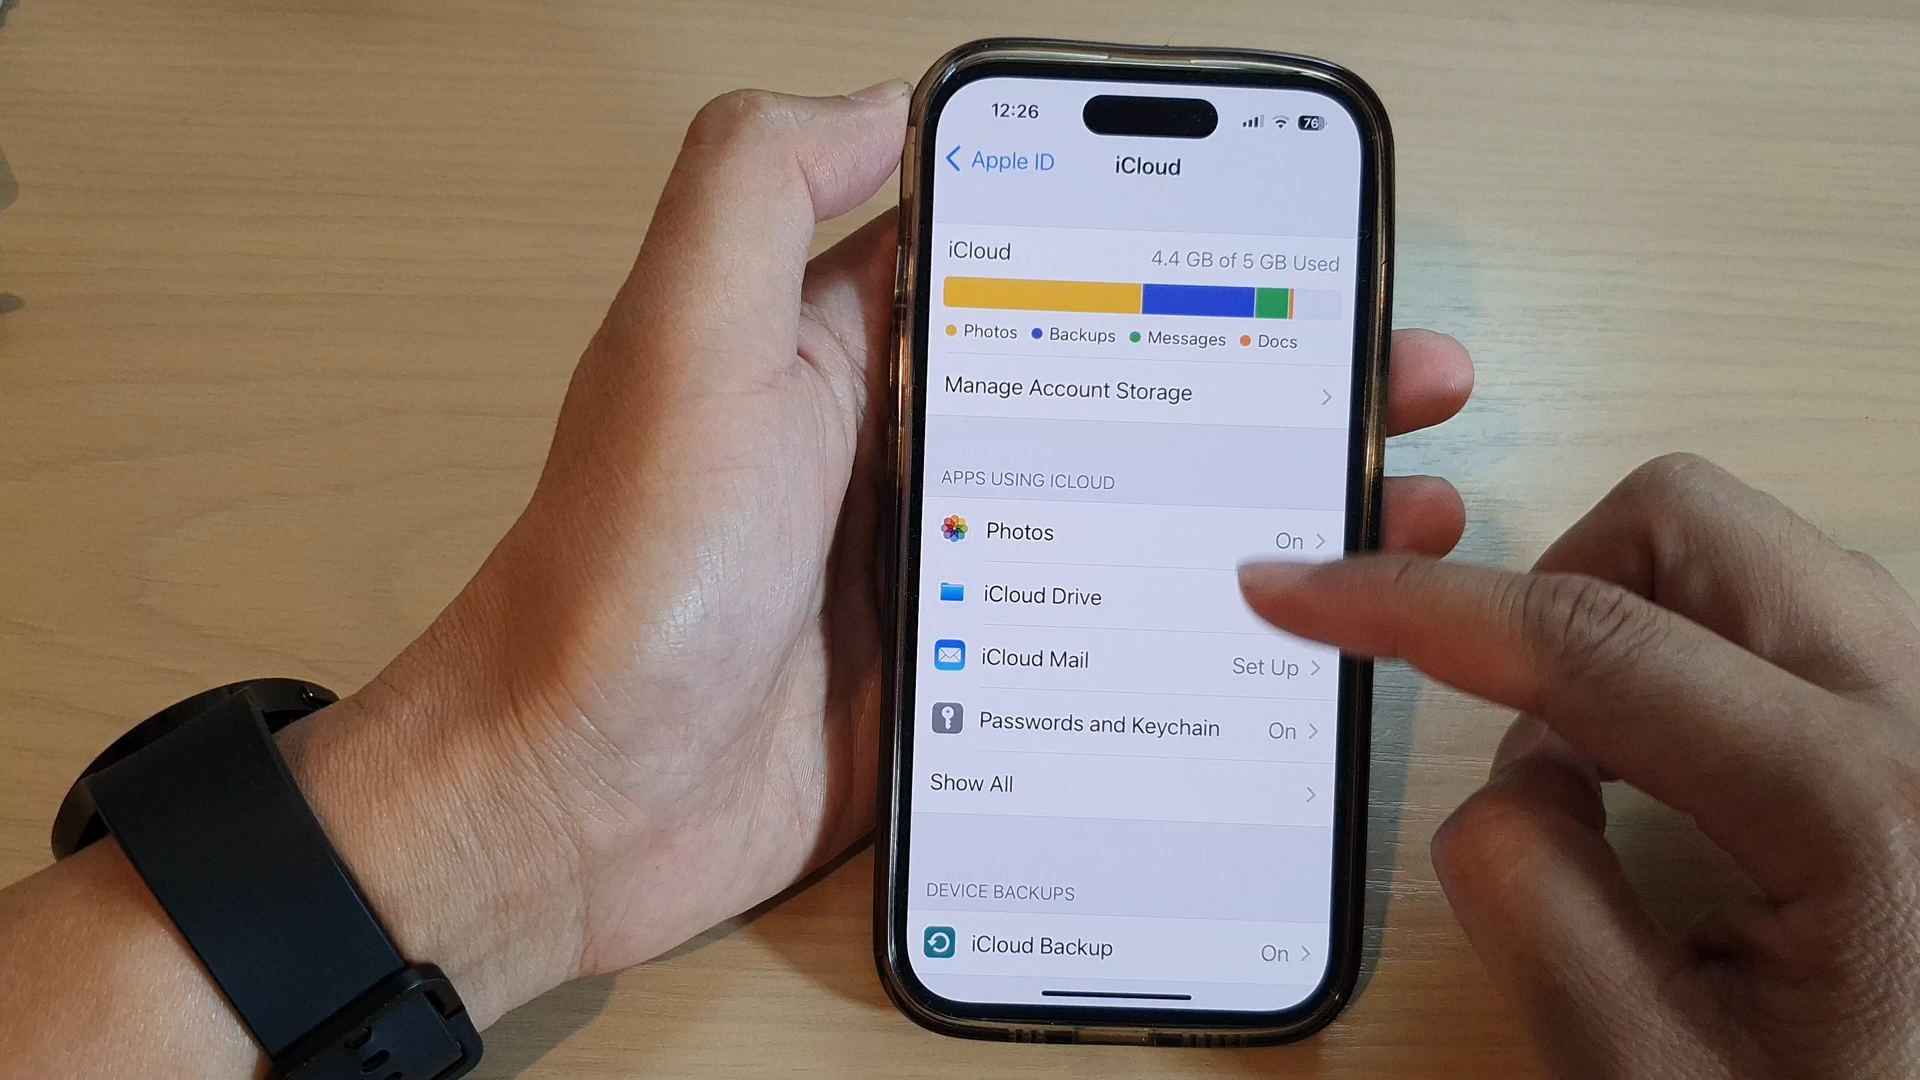 12:26
76
Apple ID
iCloud
iCloud
4.4 GB of 5 GB Used
Photos Backups Messages Docs
Manage Account Storage
APPS USING ICLOUD
Photos On
iCloud Drive
iCloud Mail Set Up
Passwords and Keychain On
Show All
DEVICE BACKUPS
iCloud Backup On